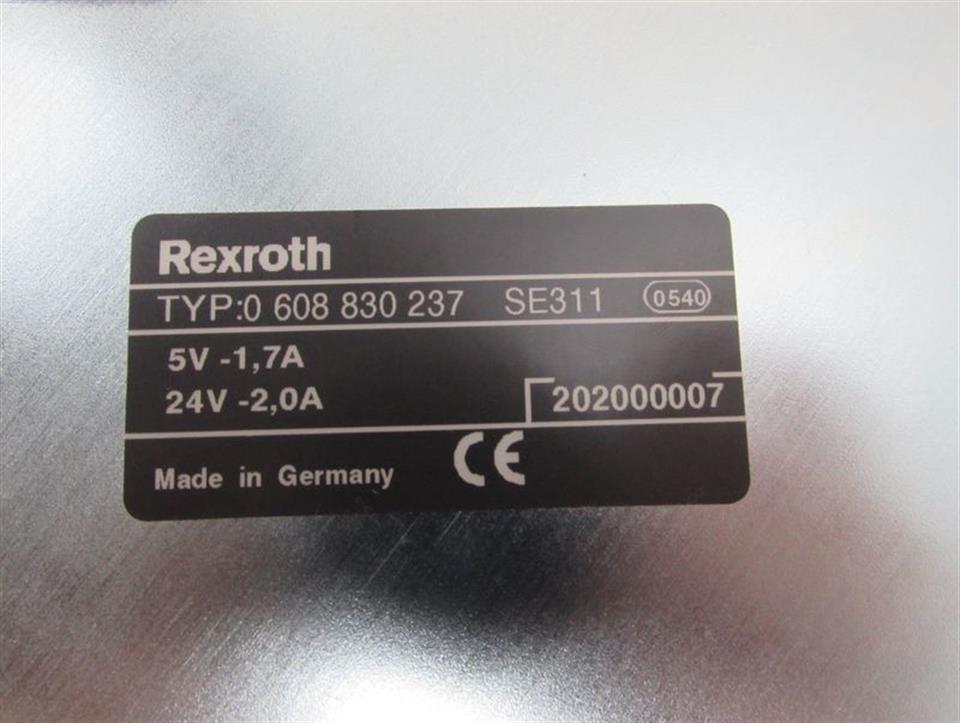 Rexroth
TYP:0 608 830 237 SE311 0540
5V -1,7A
24V -2,0A 202000007
Made in Germany CE